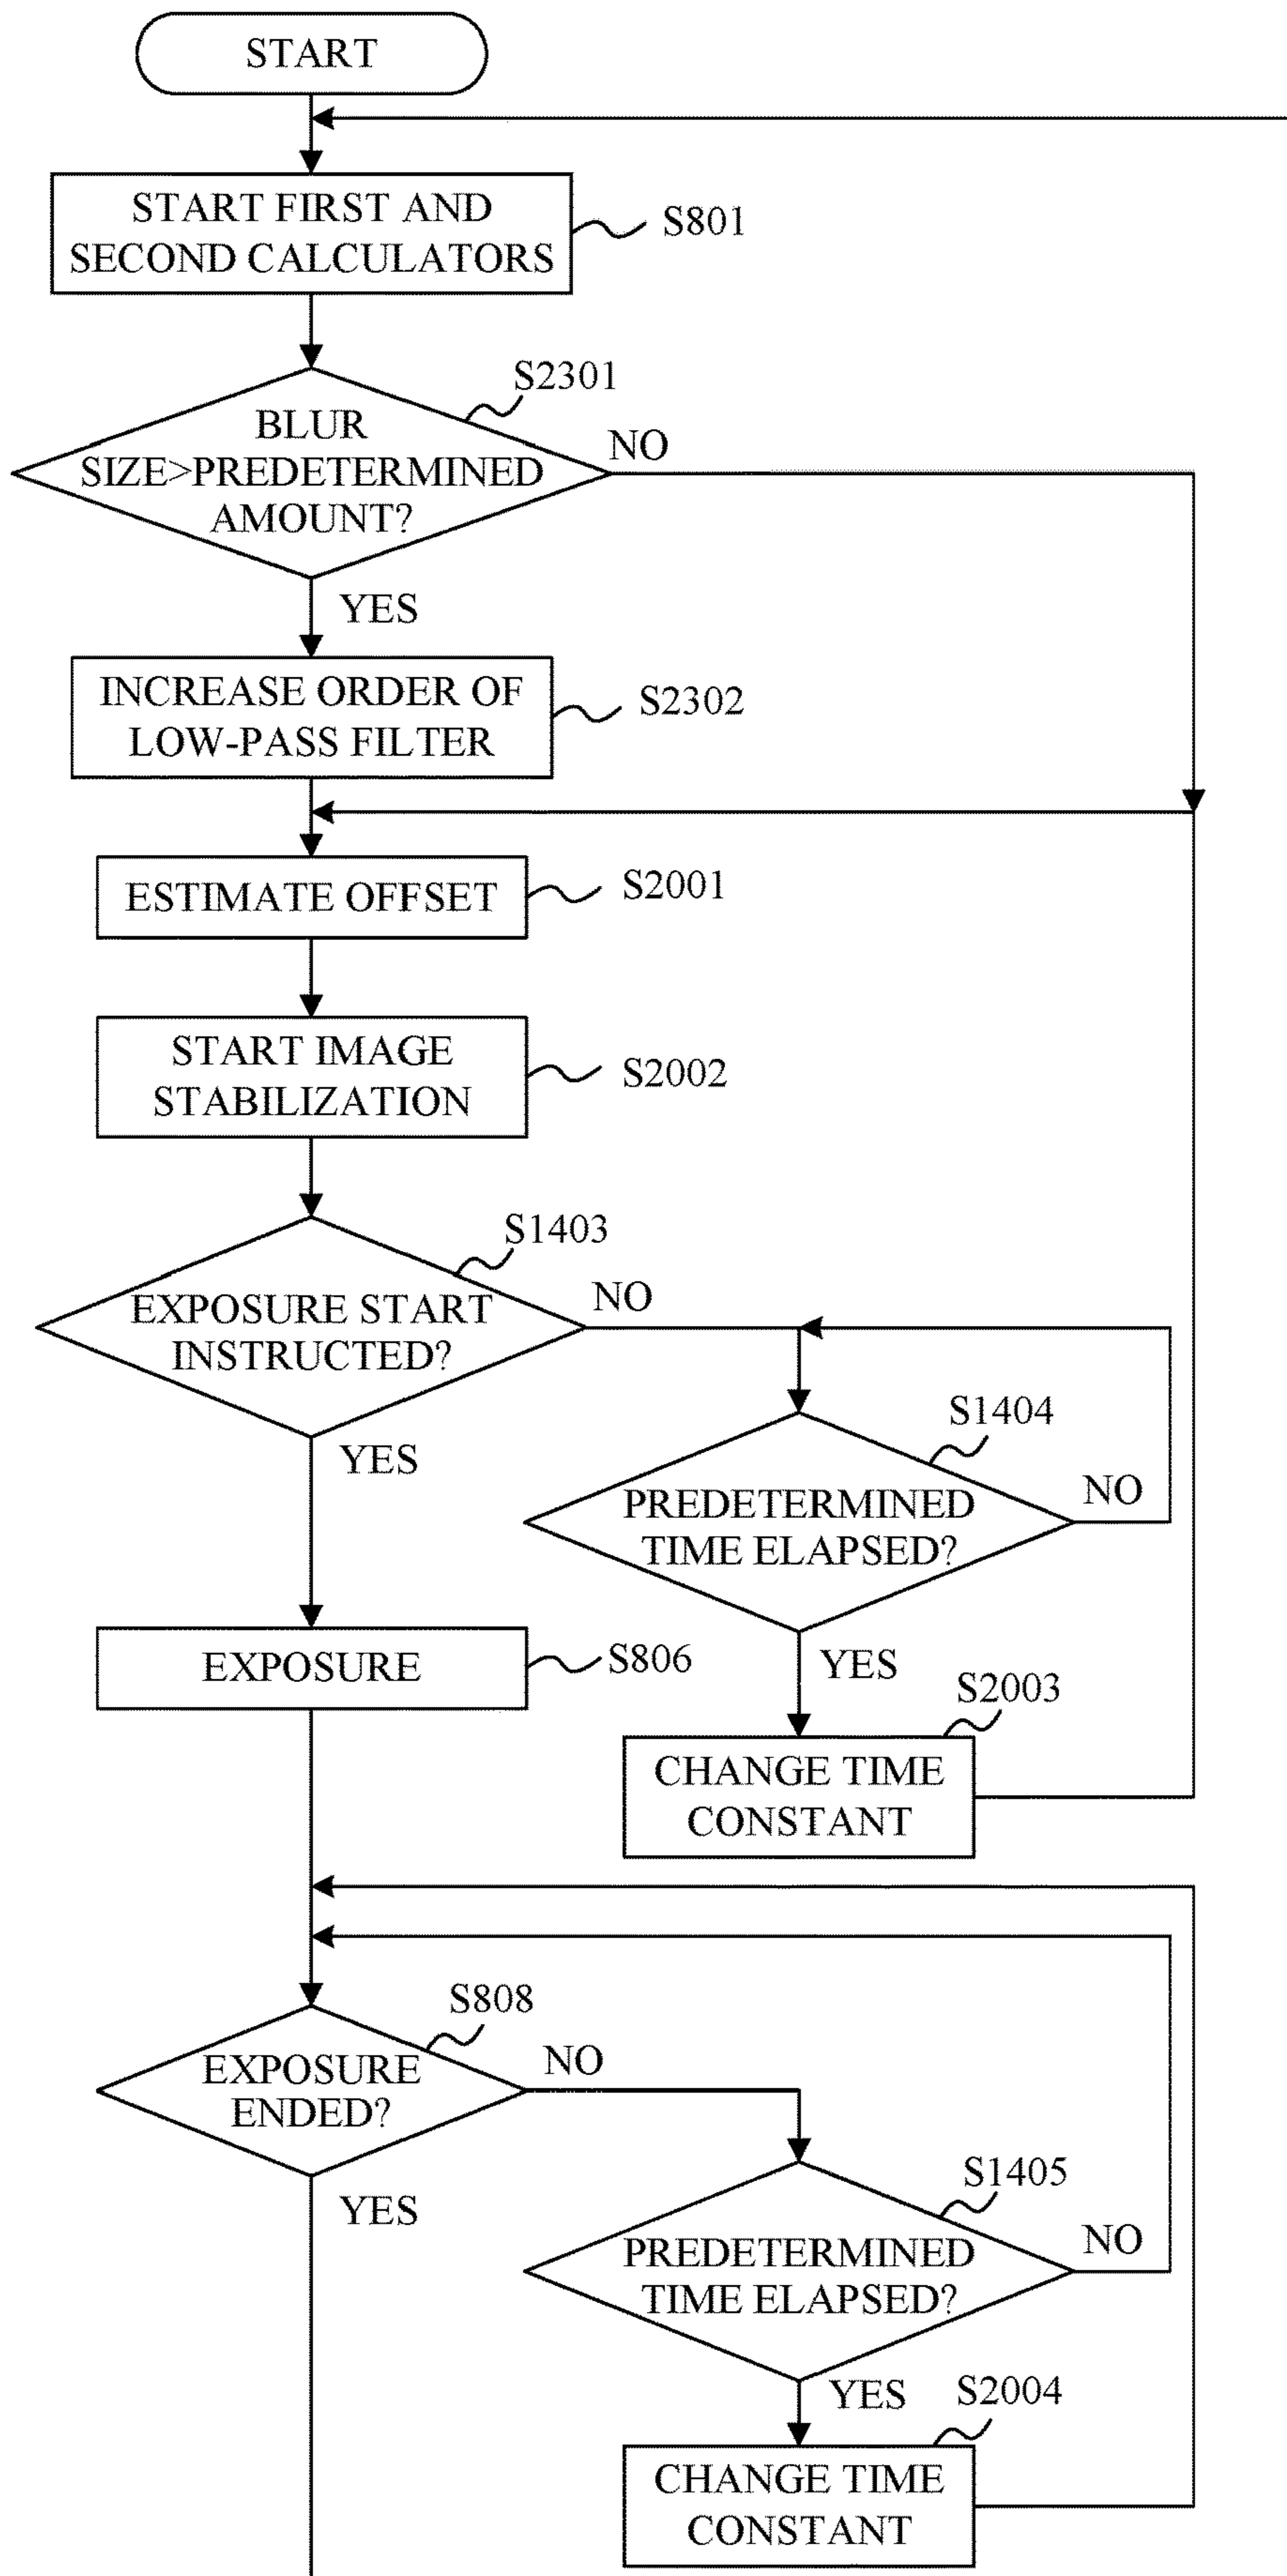 START
START FIRST AND
SECOND CALCULATORS
S801
S2301
BLUR
SIZE>PREDETERMINED
AMOUNT?
NO
YES
INCREASE ORDER OF
LOW-PASS FILTER
S2302
ESTIMATE OFFSET
S2001
START IMAGE
STABILIZATION
S2002
S1403
EXPOSURE START
INSTRUCTED?
NO
YES
S1404
PREDETERMINED
TIME ELAPSED?
NO
YES
EXPOSURE
S806
S2003
CHANGE TIME
CONSTANT
S808
EXPOSURE
ENDED?
NO
YES
S1405
PREDETERMINED
TIME ELAPSED?
NO
YES
S2004
CHANGE TIME
CONSTANT